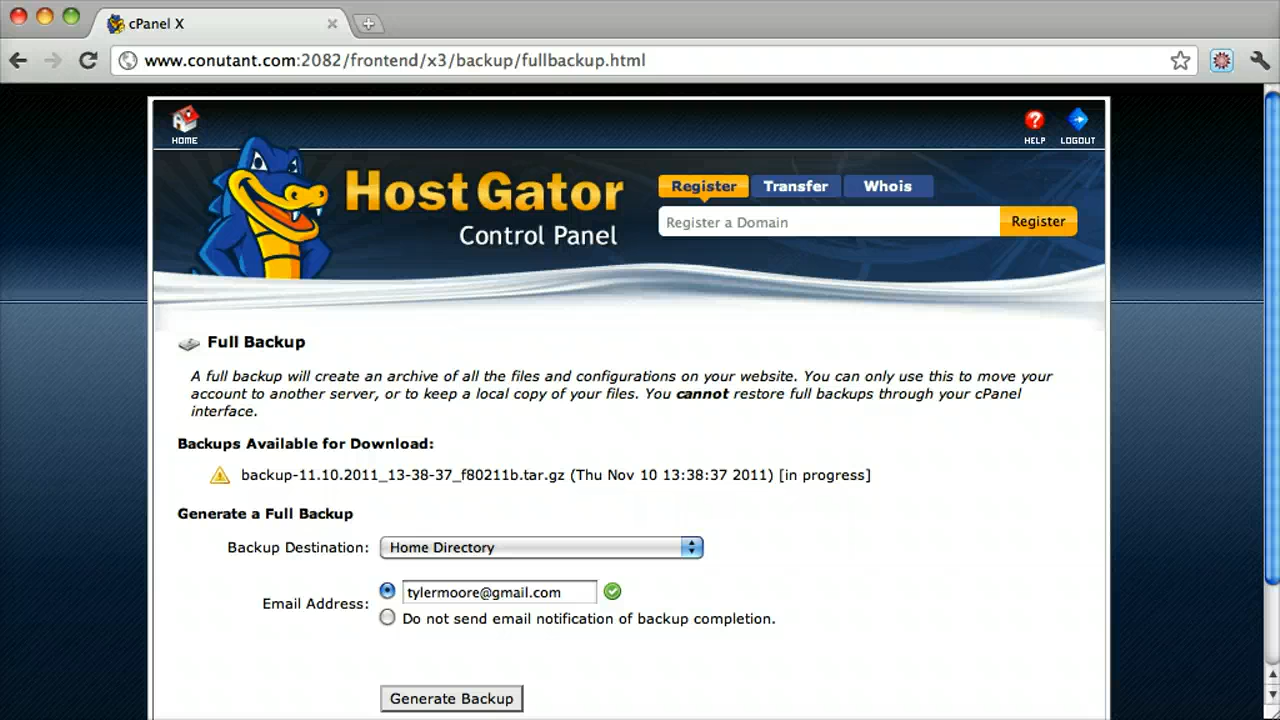 cPanel X
www.conutant.com:2082/frontend/x3/backup/fullbackup.html
HOME
HELP LOGOUT
HostGator
Control Panel
Register Transfer Whois
Register a Domain Register
Full Backup
A full backup will create an archive of all the files and configurations on your website. You can only use this to move your
account to another server, or to keep a local copy of your files. You cannot restore full backups through your cPanel
interface.
Backups Available for Download:
backup-11.10.2011_13-38-37_f80211b.tar.gz (Thu Nov 10 13:38:37 2011) [in progress]
Generate a Full Backup
Backup Destination: Home Directory
Email Address: tylermoore@gmail.com
Do not send email notification of backup completion.
Generate Backup